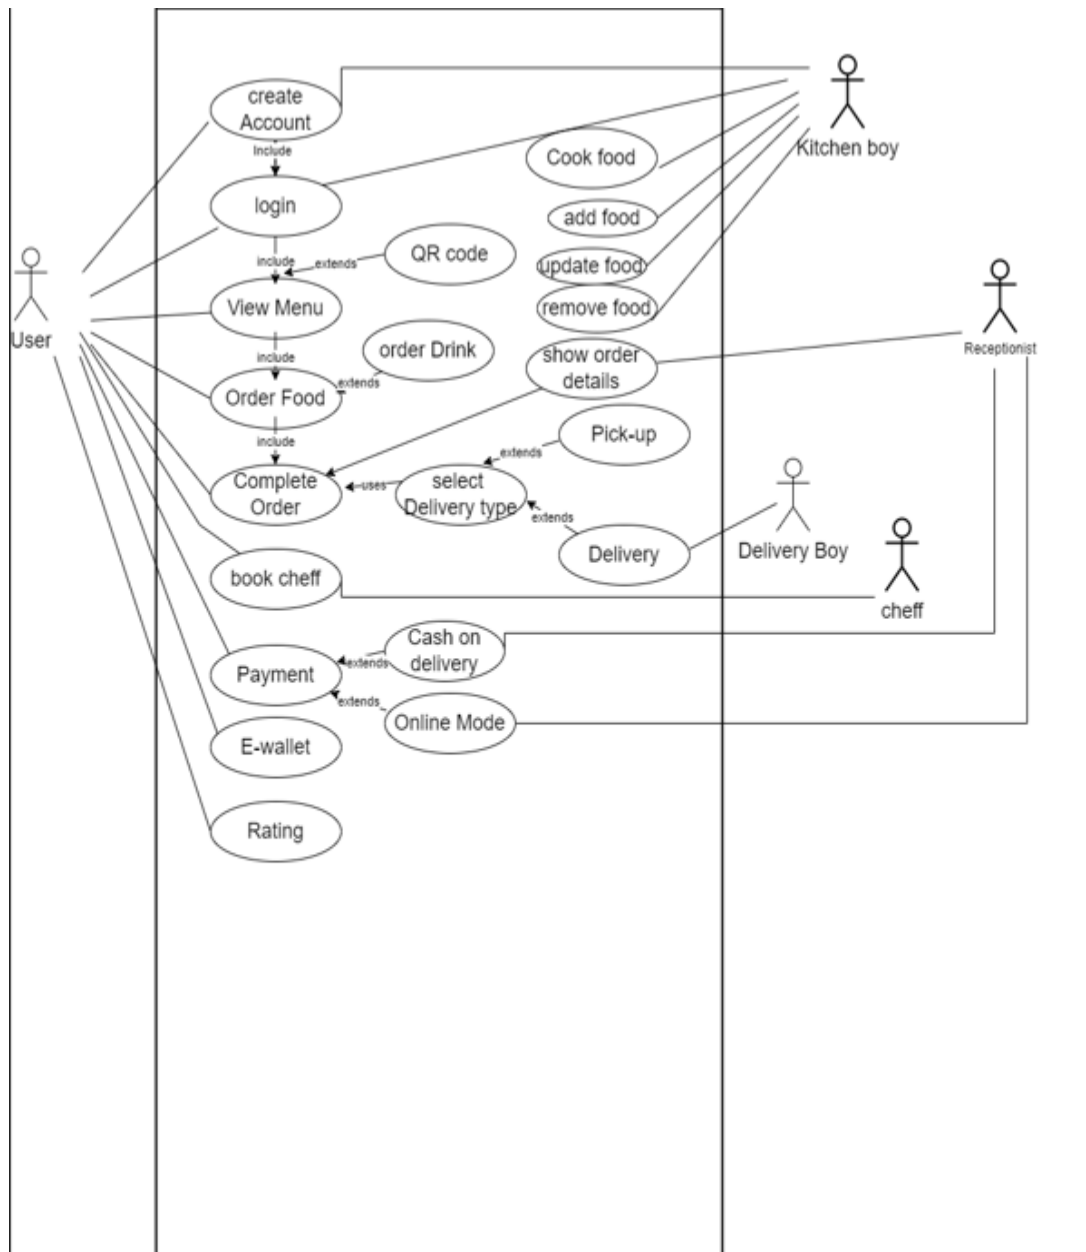 create
Account
Include
Kitchen boy
Cook food
login
add food
QR code
include
extends
update food
View Menu
remove food
User
Receptionist
order Drink
show order
details
include
extends
Order Food
Pick-up
include
extends
Complete
Order
uses
select
Delivery type
extends
Delivery
Delivery Boy
book cheff
cheff
Cash on
delivery
extends
Payment
extends
Online Mode
E-wallet
Rating